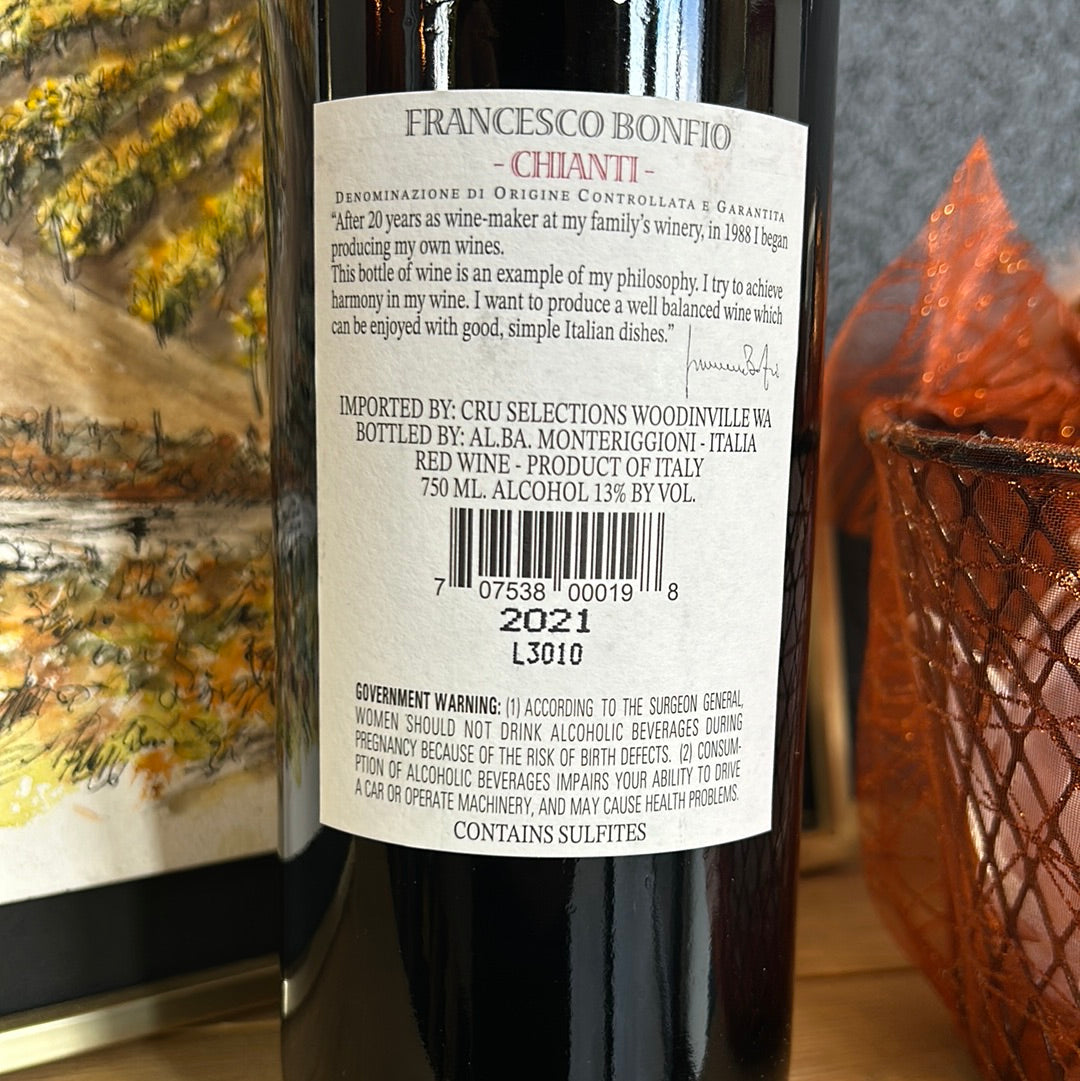 FRANCESCO BONFIO
- CHIANTI -
DENOMINAZIONE DI ORIGINE CONTROLLATA E GARANTITA
“After 20 years as wine-maker at my family’s winery, in 1988 I began
producing my own wines.
This bottle of wine is an example of my philosophy. I try to achieve
harmony in my wine. I want to produce a well balanced wine which
can be enjoyed with good, simple Italian dishes.”
IMPORTED BY: CRU SELECTIONS WOODINVILLE WA
BOTTLED BY: AL.BA. MONTERIGGIONI - ITALIA
RED WINE - PRODUCT OF ITALY
750 ML. ALCOHOL 13% BY VOL.
7 07538 00019 8
2021
L3010
GOVERNMENT WARNING: (1) ACCORDING TO THE SURGEON GENERAL,
WOMEN SHOULD NOT DRINK ALCOHOLIC BEVERAGES DURING
PREGNANCY BECAUSE OF THE RISK OF BIRTH DEFECTS. (2) CONSUM-
PTION OF ALCOHOLIC BEVERAGES IMPAIRS YOUR ABILITY TO DRIVE
A CAR OR OPERATE MACHINERY, AND MAY CAUSE HEALTH PROBLEMS.
CONTAINS SULFITES